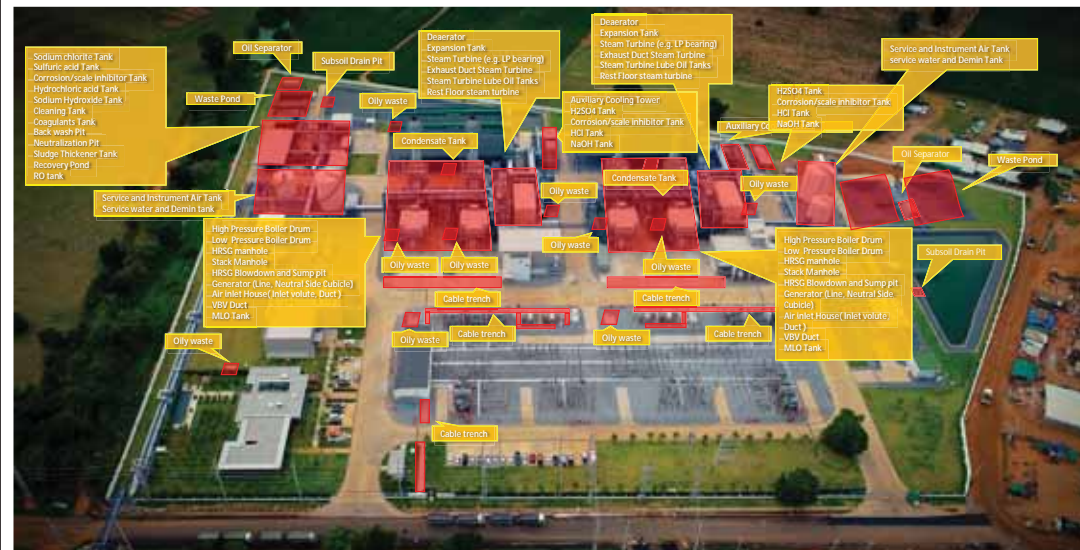 Sodium chlorite Tank
Sulfuric acid Tank
Corrosion/scale inhibitor Tank
Hydrochloric acid Tank
Sodium Hydroxide Tank
Cleaning Tank
Coagulants Tank
Back wash Pit
Neutralization Pit
Sludge Thickener Tank
Recovery Pond
RO tank
Oil Separator
Subsoil Drain Pit
Waste Pond
Oily waste
Deaerator
Expansion Tank
Steam Turbine (e.g. LP bearing)
Exhaust Duct Steam Turbine
Steam Turbine Lube Oil Tanks
Rest Floor steam turbine
Condensate Tank
Deaerator
Expansion Tank
Steam Turbine (e.g. LP bearing)
Exhaust Duct Steam Turbine
Steam Turbine Lube Oil Tanks
Rest Floor steam turbine
Auxiliary Cooling Tower
H2SO4 Tank
Corrosion/scale inhibitor Tank
HCl Tank
NaOH Tank
Service and Instrument Air Tank
service water and Demin Tank
H2SO4 Tank
Corrosion/scale inhibitor Tank
HCl Tank
NaOH Tank
Auxiliary
Oil Separator
Waste Pond
Service and Instrument Air Tank
Service water and Demin tank
Condensate Tank
Oily waste
Oily waste
Oily waste
High Pressure Boiler Drum
Low Pressure Boiler Drum
HRSG manhole
Stack Manhole
HRSG Blowdown and Sump pit
Generator (Line, Neutral Side Cubicle)
Air inlet House( Inlet volute, Duct )
VBV Duct
MLO Tank
Oily waste
Oily waste
Oily waste
High Pressure Boiler Drum
Low Pressure Boiler Drum
HRSG manhole
Stack Manhole
HRSG Blowdown and Sump pit
Generator (Line, Neutral Side
Cubicle)
Air inlet House( Inlet volute,
Duct )
VBV Duct
MLO Tank
Subsoil Drain Pit
Cable trench
Cable trench
Oily waste
Oily waste
Cable trench
Oily waste
Cable trench
Cable trench